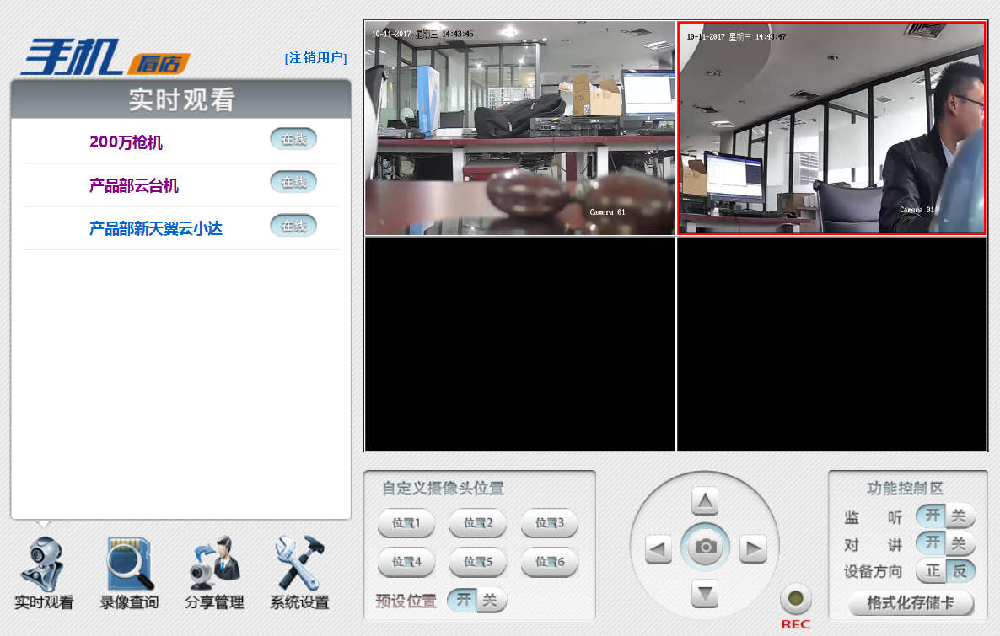 手机看店
[注销用户]
实时观看
200万枪机
在线
产品部云台机
在线
产品部新天翼云小达
在线
10-11-2017 星期三 14:43:45
Camera 01
10-11-2017 星期三 14:43:47
Camera 01
自定义摄像头位置
位置1
位置2
位置3
位置4
位置5
位置6
预设位置
开
关
REC
功能控制区
监 听
开
关
对 讲
开
关
设备方向
正
反
格式化存储卡
实时观看
录像查询
分享管理
系统设置